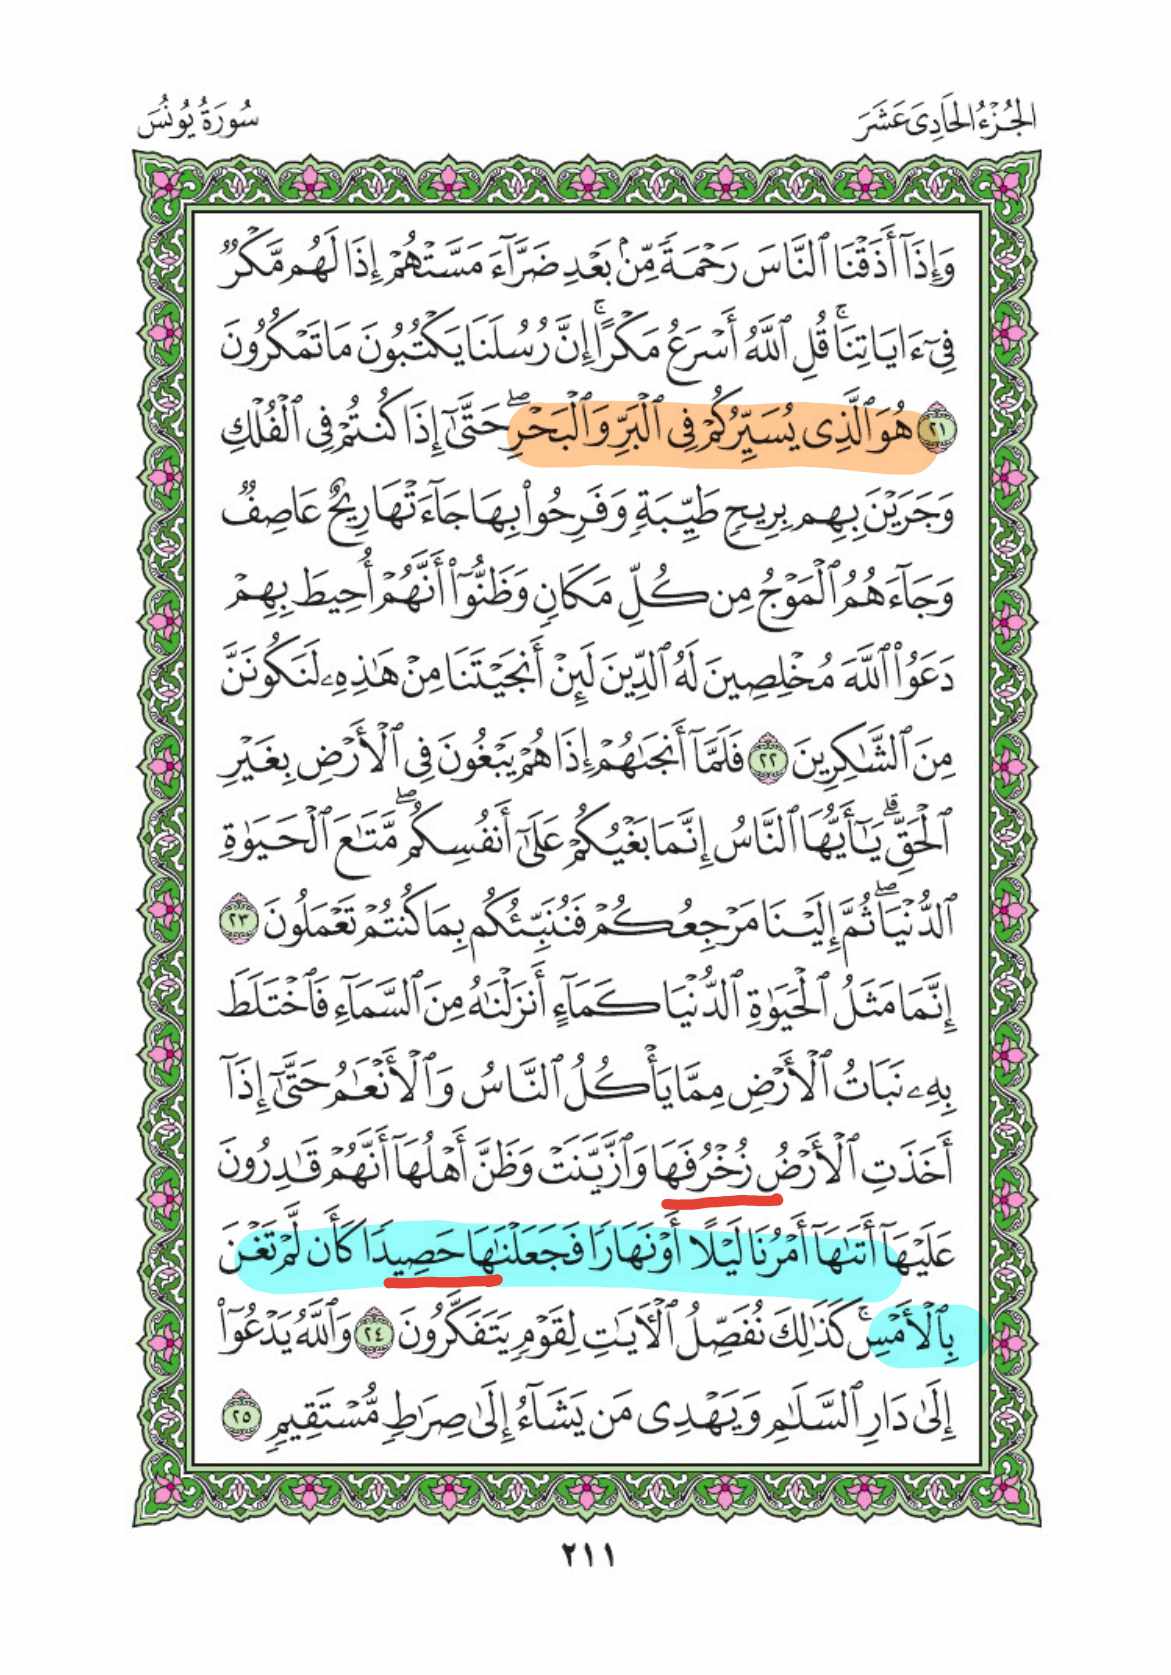 الجُزْءُ الحَادِىَ عَشَرَ
سُورَةُ يُونُسَ
وَإِذَآ أَذَقْنَا ٱلنَّاسَ رَحْمَةً مِّنۢ بَعْدِ ضَرَّآءَ مَسَّتْهُمْ إِذَا لَهُم مَّكْرٌ
فِىٓ ءَايَاتِنَا ۚ قُلِ ٱللَّهُ أَسْرَعُ مَكْرًا ۚ إِنَّ رُسُلَنَا يَكْتُبُونَ مَا تَمْكُرُونَ
٢١ هُوَ ٱلَّذِى يُسَيِّرُكُمْ فِى ٱلْبَرِّ وَٱلْبَحْرِ ۖ حَتَّىٰٓ إِذَا كُنتُمْ فِى ٱلْفُلْكِ
وَجَرَيْنَ بِهِم بِرِيحٍ طَيِّبَةٍ وَفَرِحُوا۟ بِهَا جَآءَتْهَا رِيحٌ عَاصِفٌ
وَجَآءَهُمُ ٱلْمَوْجُ مِن كُلِّ مَكَانٍ وَظَنُّوٓا۟ أَنَّهُمْ أُحِيطَ بِهِمْ
دَعَوُا۟ ٱللَّهَ مُخْلِصِينَ لَهُ ٱلدِّينَ لَئِنْ أَنجَيْتَنَا مِنْ هَـٰذِهِۦ لَنَكُونَنَّ
مِنَ ٱلشَّـٰكِرِينَ ٢٢ فَلَمَّآ أَنجَىٰهُمْ إِذَا هُمْ يَبْغُونَ فِى ٱلْأَرْضِ بِغَيْرِ
ٱلْحَقِّ ۗ يَـٰٓأَيُّهَا ٱلنَّاسُ إِنَّمَا بَغْيُكُمْ عَلَىٰٓ أَنفُسِكُم ۖ مَّتَـٰعَ ٱلْحَيَوٰةِ
ٱلدُّنْيَا ۖ ثُمَّ إِلَيْنَا مَرْجِعُكُمْ فَنُنَبِّئُكُم بِمَا كُنتُمْ تَعْمَلُونَ ٢٣
إِنَّمَا مَثَلُ ٱلْحَيَوٰةِ ٱلدُّنْيَا كَمَآءٍ أَنزَلْنَـٰهُ مِنَ ٱلسَّمَآءِ فَٱخْتَلَطَ
بِهِۦ نَبَاتُ ٱلْأَرْضِ مِمَّا يَأْكُلُ ٱلنَّاسُ وَٱلْأَنْعَـٰمُ حَتَّىٰٓ إِذَآ
أَخَذَتِ ٱلْأَرْضُ زُخْرُفَهَا وَٱزَّيَّنَتْ وَظَنَّ أَهْلُهَآ أَنَّهُمْ قَـٰدِرُونَ
عَلَيْهَآ أَتَىٰهَآ أَمْرُنَا لَيْلًا أَوْ نَهَارًا فَجَعَلْنَـٰهَا حَصِيدًا كَأَن لَّمْ تَغْنَ
بِٱلْأَمْسِ ۚ كَذَٰلِكَ نُفَصِّلُ ٱلْـَٔايَـٰتِ لِقَوْمٍ يَتَفَكَّرُونَ ٢٤ وَٱللَّهُ يَدْعُوٓا۟
إِلَىٰ دَارِ ٱلسَّلَـٰمِ وَيَهْدِى مَن يَشَآءُ إِلَىٰ صِرَٰطٍ مُّسْتَقِيمٍ ٢٥
٢١١